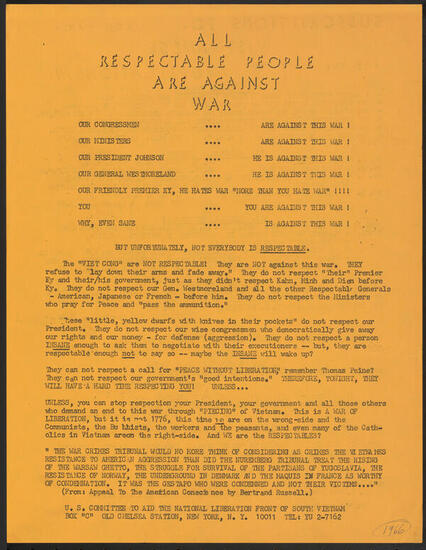 ALL
RESPECTABLE PEOPLE
ARE AGAINST
WAR
OUR CONGRESSMEN .... ARE AGAINST THIS WAR !
OUR MINISTERS .... ARE AGAINST THIS WAR !
OUR PRESIDENT JOHNSON .... HE IS AGAINST THIS WAR !
OUR GENERAL WESTMORELAND .... HE IS AGAINST THIS WAR !
OUR FRIENDLY PREMIER KY, HE HATES WAR "MORE THAN YOU HATE WAR" !!!!
YOU .... YOU ARE AGAINST THIS WAR !
WHY, EVEN SANE .... IS AGAINST THIS WAR !
BUT UNFORTUNATELY, NOT EVERYBODY IS RESPECTABLE.
The "VIET CONG" are NOT RESPECTABLE! They are NOT against this war. THEY
refuse to "lay down their arms and fade away." They do not respect "Their" Premier
Ky and their/his government, just as they didn't respect Kahn, Minh and Diem before
Ky. They do not respect our Gen. Westmoreland and all the other Respectable Generals
- American, Japanese or French - before him. They do not respect the Ministers
who pray for Peace and "pass the ammunition."
These "little, yellow dwarfs with knives in their pockets" do not respect our
President. They do not respect our wise congressmen who democratically give away
our rights and our money - for defense (aggression). They do not respect a person
INSANE enough to ask them to negotiate with their executioners -- but, they are
respectable enough not to say so -- maybe the INSANE will wake up?
They can not respect a call for "PEACE WITHOUT LIBERATION," remember Thomas Peine?
They can not respect our government's "good intentions." THEREFORE, TONIGHT, THEY
WILL HAVE A HARD TIME RESPECTING YOU! UNLESS...
UNLESS, you can stop respecting your President, your government and all those others
who demand an end to this war through "PIECING" of Vietnam. This is A WAR OF
LIBERATION, but it is not 1776, this time we are on the wrong-side and the
Communists, the Buddhists, the workers and the peasants, and even many of the Cath-
olics in Vietnam are on the right-side. And WE are the RESPECTABLES?
" THE WAR CRIMES TRIBUNAL WOULD NO MORE THINK OF CONSIDERING AS CRIMES THE VIETNAMESE
RESISTANCE TO AMERICAN AGGRESSION THAN DID THE NUREMBERG TRIBUNAL TREAT THE RISING
OF THE WARSAW GHETTO, THE STRUGGLE FOR SURVIVAL OF THE PARTISANS OF YUGOSLAVIA, THE
RESISTANCE OF NORWAY, THE UNDERGROUND IN DENMARK AND THE MAQUIS IN FRANCE AS WORTHY
OF CONDEMNATION. IT WAS THE GESTAPO WHO WERE CONDEMNED AND NOT THEIR VICTIMS...."
(From: Appeal To The American Conscience by Bertrand Russell.)
U. S. COMMITTEE TO AID THE NATIONAL LIBERATION FRONT OF SOUTH VIETNAM
BOX "C" OLD CHELSEA STATION, NEW YORK, N. Y. 10011 TEL: YU 2-7162
1966